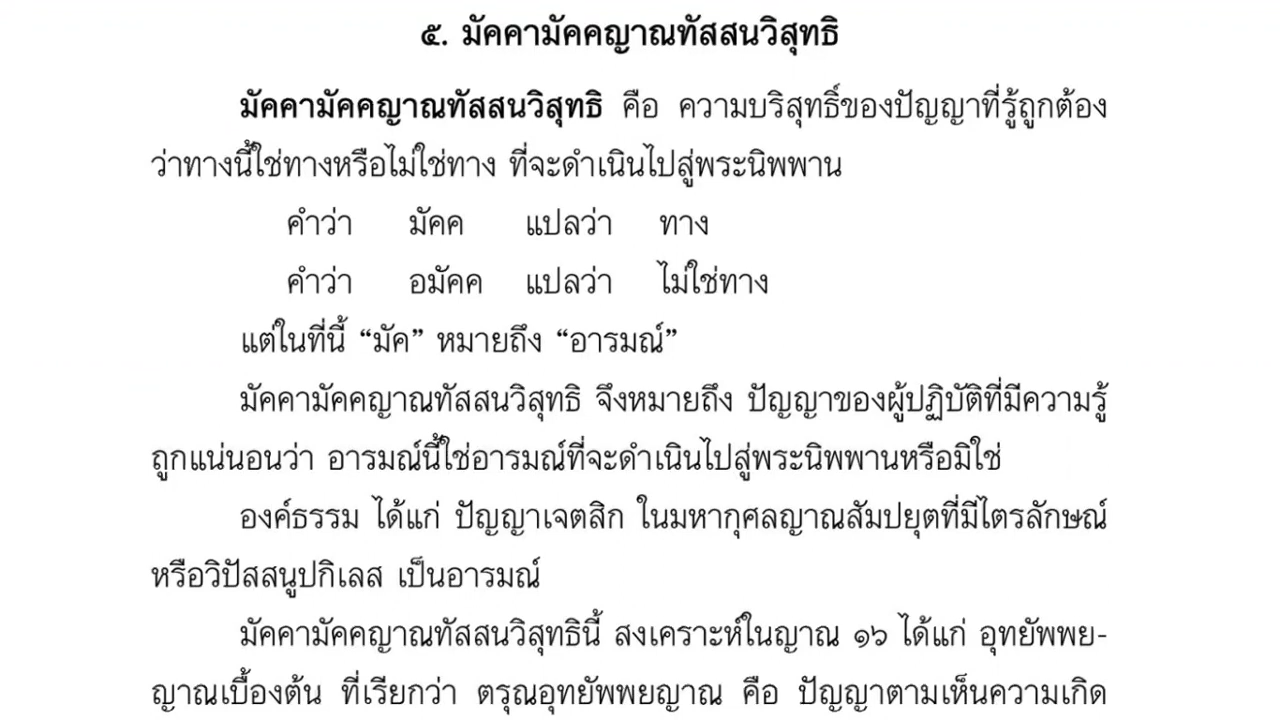 ๕. มัคคามัคคญาณทัสสนวิสุทธิ
มัคคามัคคญาณทัสสนวิสุทธิ คือ ความบริสุทธิ์ของปัญญาที่รู้ถูกต้อง
ว่าทางนี้ใช่ทางหรือไม่ใช่ทาง ที่จะดำเนินไปสู่พระนิพพาน
คำว่า มัคค แปลว่า ทาง
คำว่า อมัคค แปลว่า ไม่ใช่ทาง
แต่ในที่นี้ “มัค” หมายถึง “อารมณ์”
มัคคามัคคญาณทัสสนวิสุทธิ จึงหมายถึง ปัญญาของผู้ปฏิบัติที่มีความรู้
ถูกแน่นอนว่า อารมณ์นี้ใช่อารมณ์ที่จะดำเนินไปสู่พระนิพพานหรือมิใช่
องค์ธรรม ได้แก่ ปัญญาเจตสิก ในมหากุศลญาณสัมปยุตที่มีไตรลักษณ์
หรือวิปัสสนูปกิเลส เป็นอารมณ์
มัคคามัคคญาณทัสสนวิสุทธินี้ สงเคราะห์ในญาณ ๑๖ ได้แก่ อุทยัพพย-
ญาณเบื้องต้น ที่เรียกว่า ตรุณอุทยัพพยญาณ คือ ปัญญาตามเห็นความเกิด